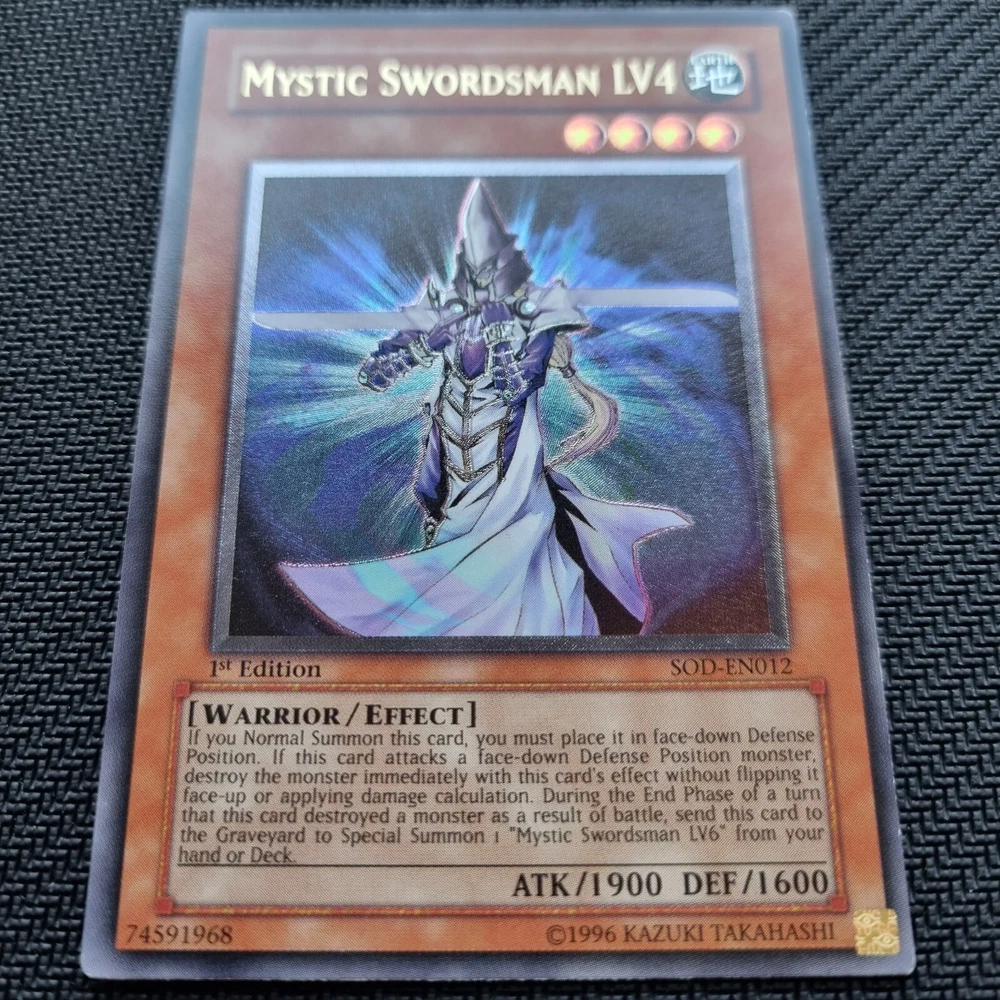 MYSTIC SWORDSMAN LV4
EARTH
地
1st Edition
SOD-EN012
[WARRIOR/EFFECT]
If you Normal Summon this card, you must place it in face-down Defense
Position. If this card attacks a face-down Defense Position monster,
destroy the monster immediately with this card's effect without flipping it
face-up or applying damage calculation. During the End Phase of a turn
that this card destroyed a monster as a result of battle, send this card to
the Graveyard to Special Summon 1 "Mystic Swordsman LV6" from your
hand or Deck.
ATK/1900 DEF/1600
74591968
©1996 KAZUKI TAKAHASHI